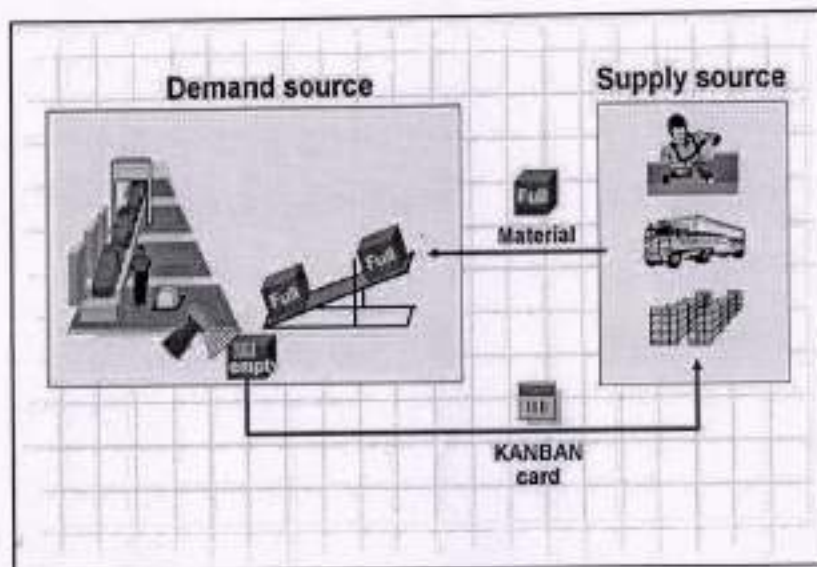 Demand source
Supply source
Full
Material
Full
Full
empty
KANBAN
card